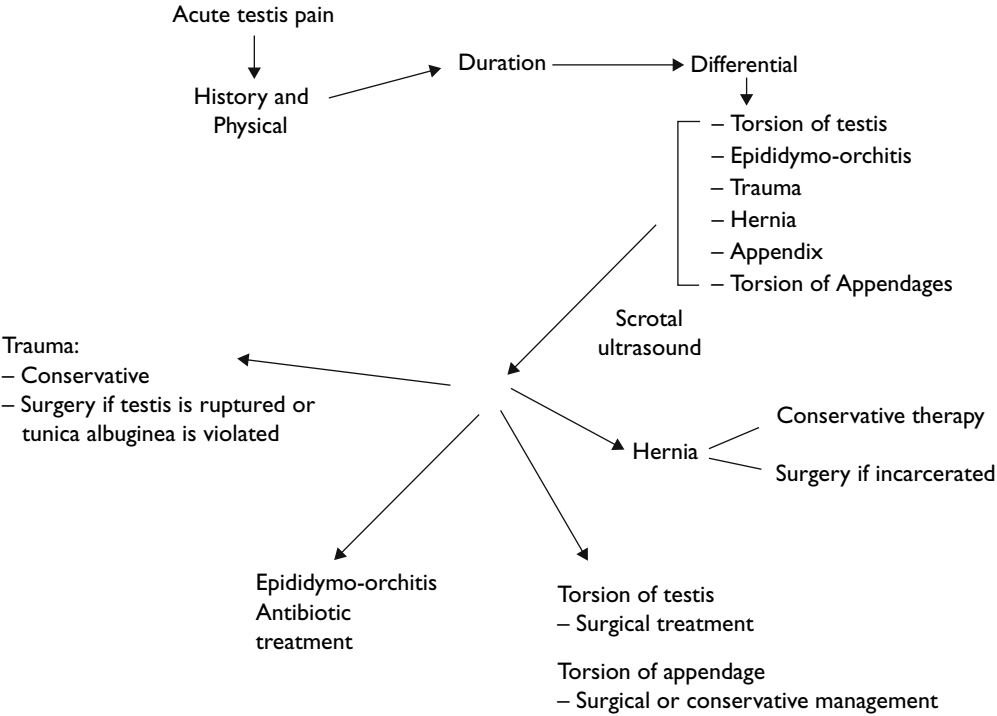 Acute testis pain
History and
Physical
Duration
Differential
– Torsion of testis
– Epididymo-orchitis
– Trauma
– Hernia
– Appendix
– Torsion of Appendages
Scrotal
ultrasound
Trauma:
– Conservative
– Surgery if testis is ruptured or
tunica albuginea is violated
Hernia
Conservative therapy
Surgery if incarcerated
Epididymo-orchitis
Antibiotic
treatment
Torsion of testis
– Surgical treatment
Torsion of appendage
– Surgical or conservative management